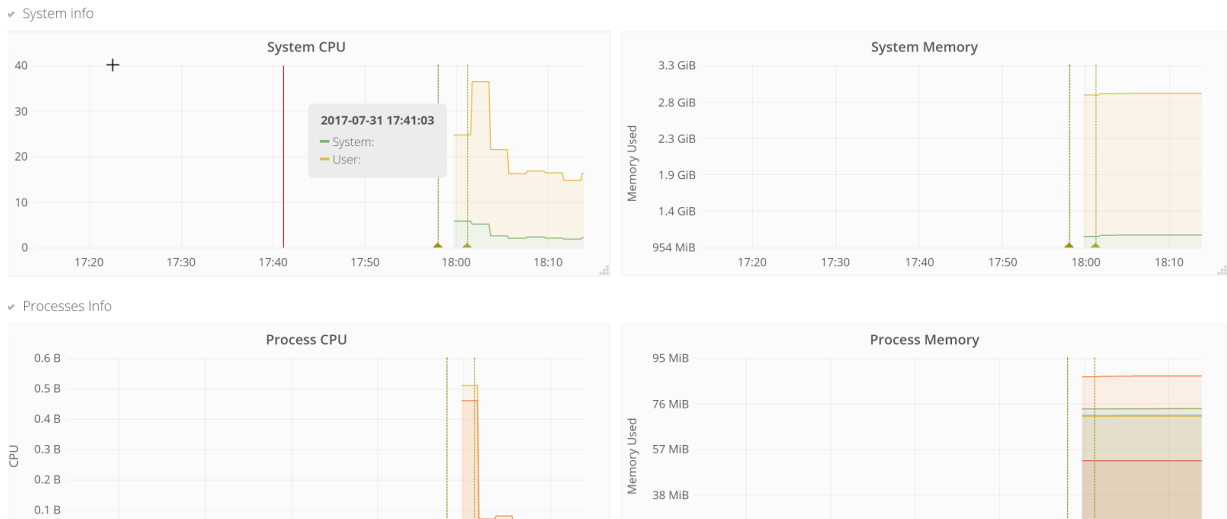 System info
System CPU
40
30
20
10
0
17:20 17:30 17:40 17:50 18:00 18:10
2017-07-31 17:41:03
System:
User:
System Memory
Memory Used
3.3 GiB
2.8 GiB
2.3 GiB
1.9 GiB
1.4 GiB
954 MiB
17:20 17:30 17:40 17:50 18:00 18:10
Processes Info
Process CPU
CPU
0.6 B
0.5 B
0.4 B
0.3 B
0.2 B
0.1 B
Process Memory
Memory Used
95 MiB
76 MiB
57 MiB
38 MiB